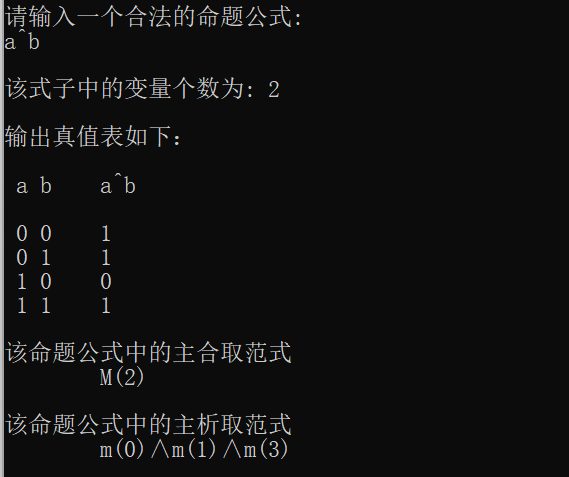 请输入一个合法的命题公式:
a^b
该式子中的变量个数为: 2
输出真值表如下:
a b a^b
0 0 1
0 1 1
1 0 0
1 1 1
该命题公式中的主合取范式
M(2)
该命题公式中的主析取范式
m(0)∧m(1)∧m(3)